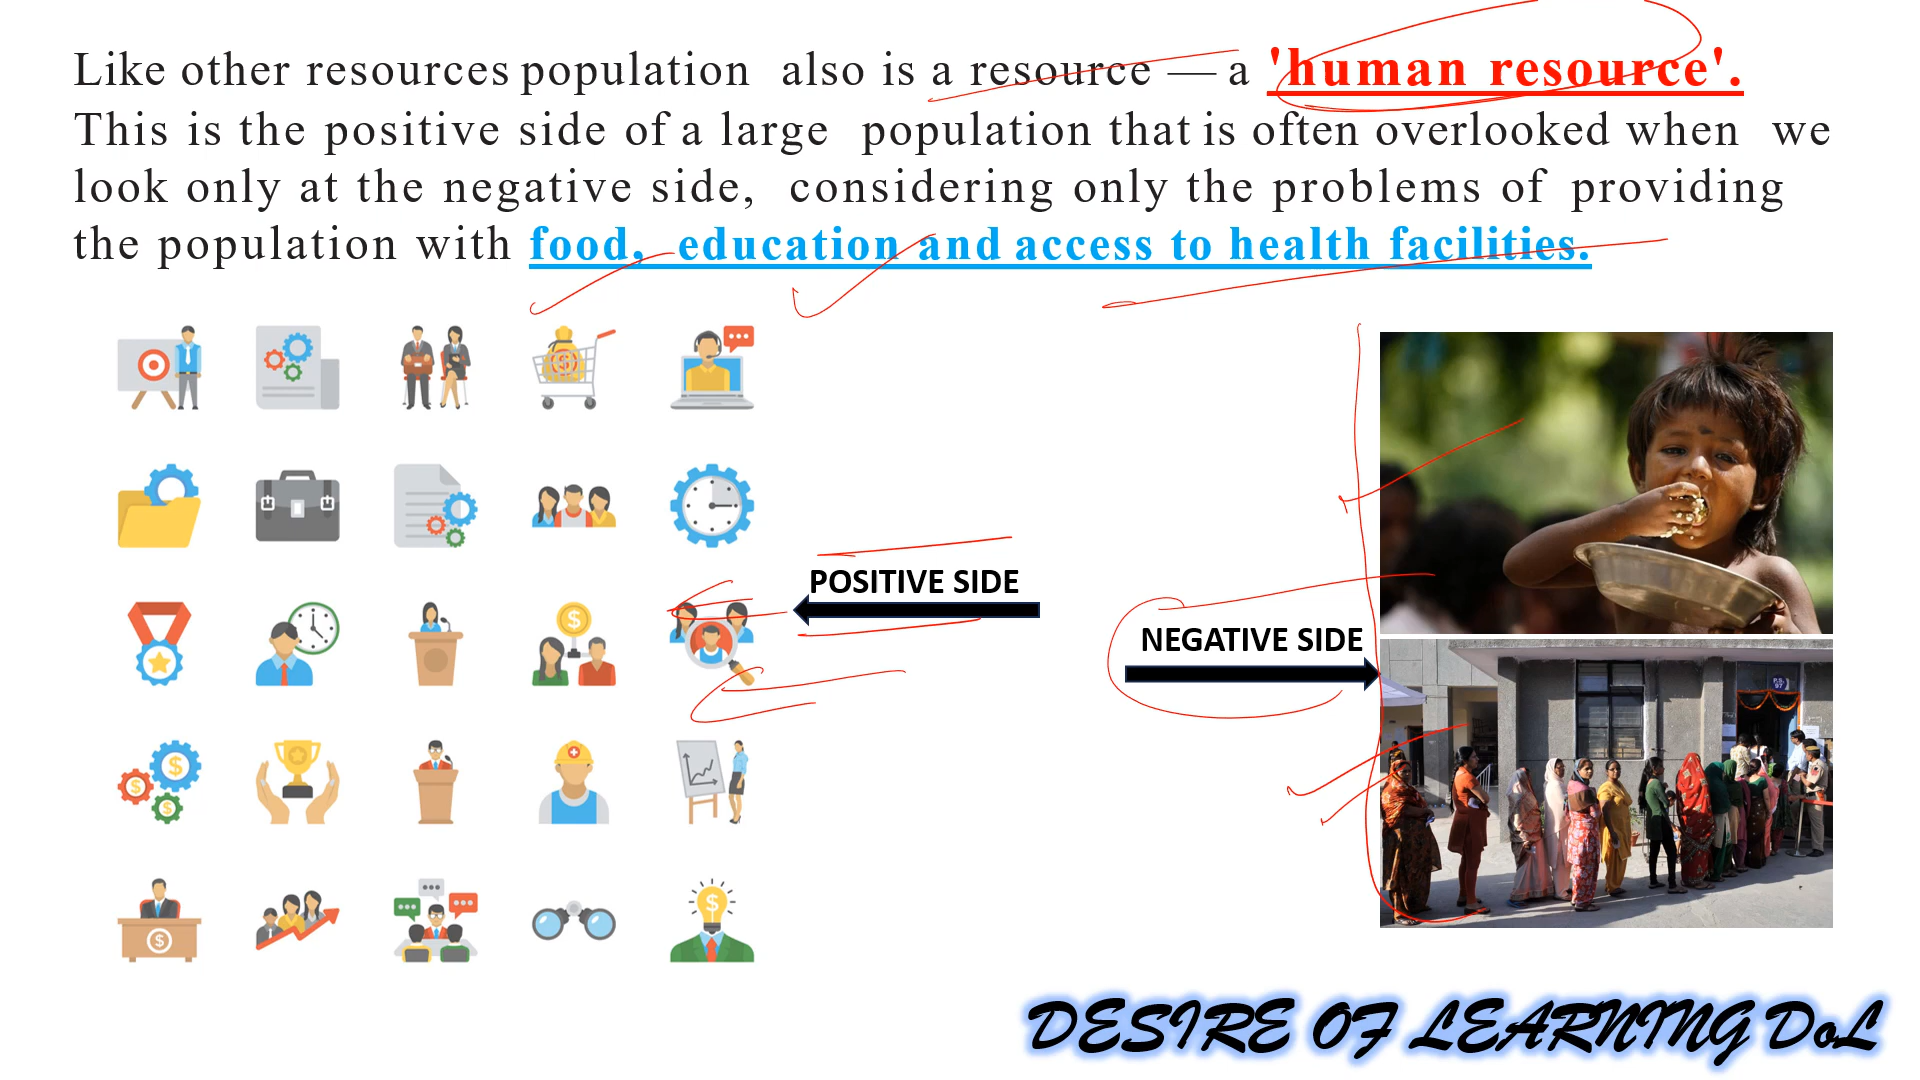 Like other resources population also is a resource — a 'human resource'.
This is the positive side of a large population that is often overlooked when we
look only at the negative side, considering only the problems of providing
the population with food, education and access to health facilities.
POSITIVE SIDE
NEGATIVE SIDE
P.S.
97
DESIRE OF LEARNING DoL